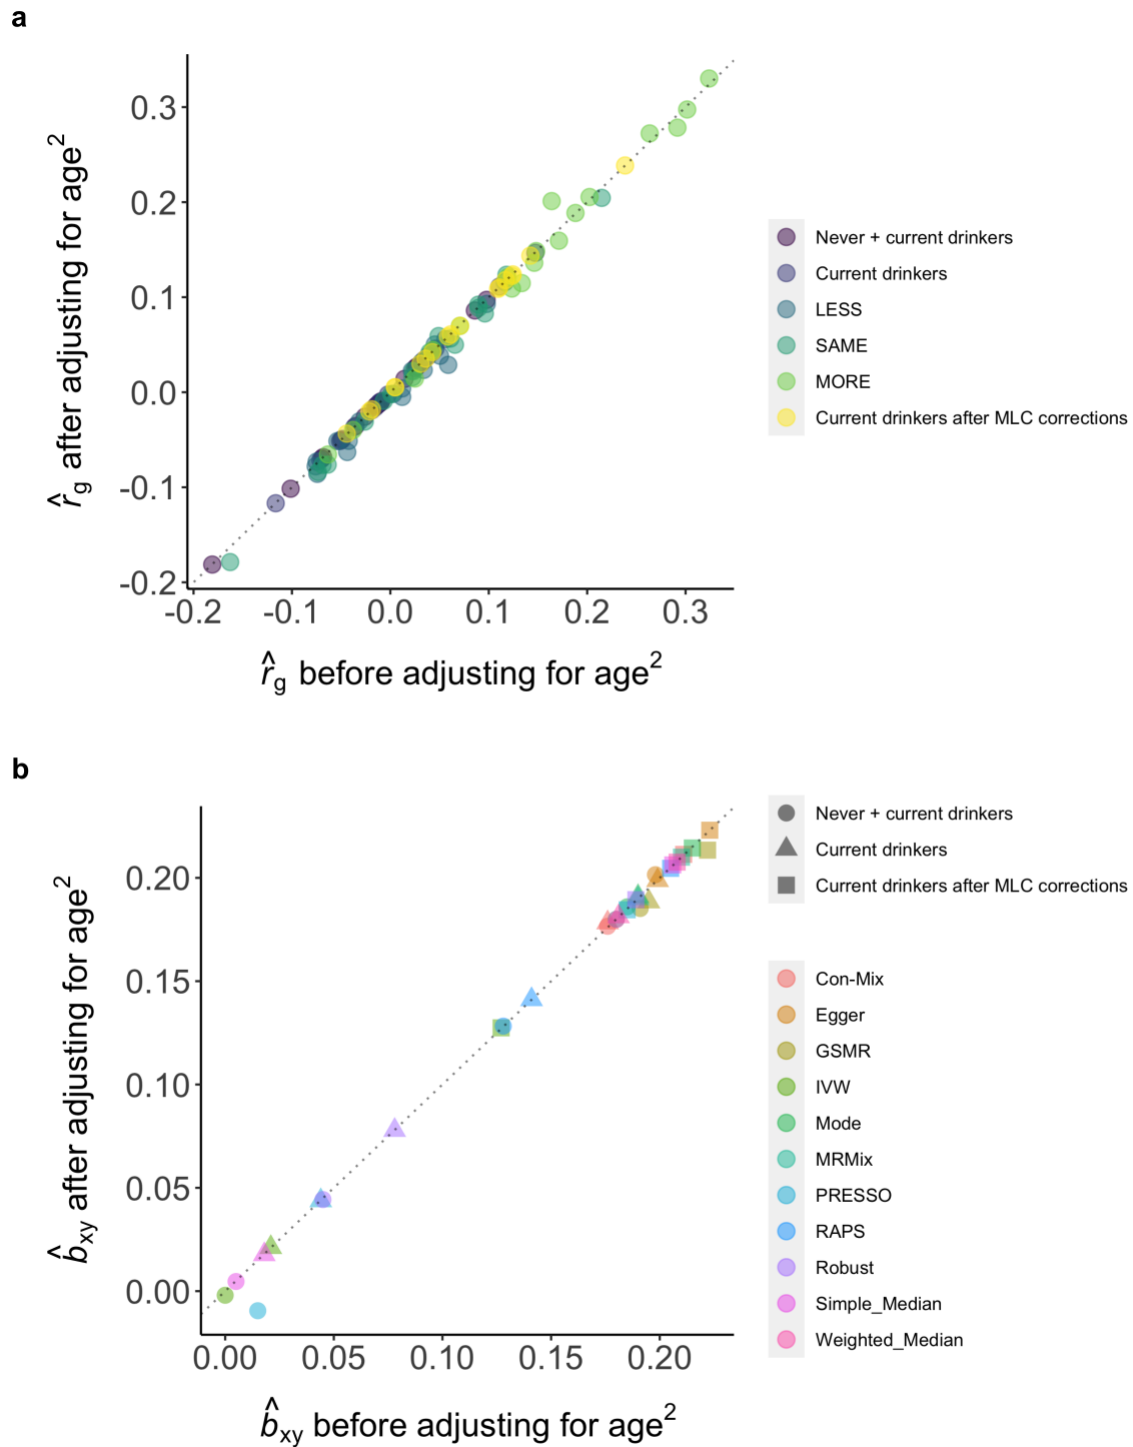 a
0.3
0.2
0.1
0.0
-0.1
-0.2
-0.2 -0.1 0.0 0.1 0.2 0.3
r̂g after adjusting for age²
r̂g before adjusting for age²
Never + current drinkers
Current drinkers
LESS
SAME
MORE
Current drinkers after MLC corrections
b
0.20
0.15
0.10
0.05
0.00
0.00 0.05 0.10 0.15 0.20
b̂xy after adjusting for age²
b̂xy before adjusting for age²
Never + current drinkers
Current drinkers
Current drinkers after MLC corrections
Con-Mix
Egger
GSMR
IVW
Mode
MRMix
PRESSO
RAPS
Robust
Simple_Median
Weighted_Median